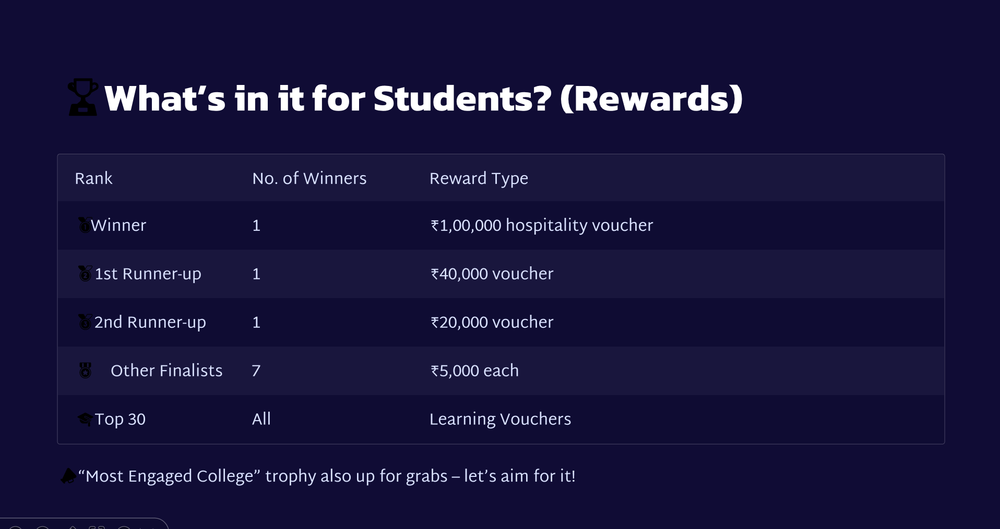 What’s in it for Students? (Rewards)
Rank No. of Winners Reward Type
Winner 1 ₹1,00,000 hospitality voucher
1st Runner-up 1 ₹40,000 voucher
2nd Runner-up 1 ₹20,000 voucher
Other Finalists 7 ₹5,000 each
Top 30 All Learning Vouchers
“Most Engaged College” trophy also up for grabs – let’s aim for it!